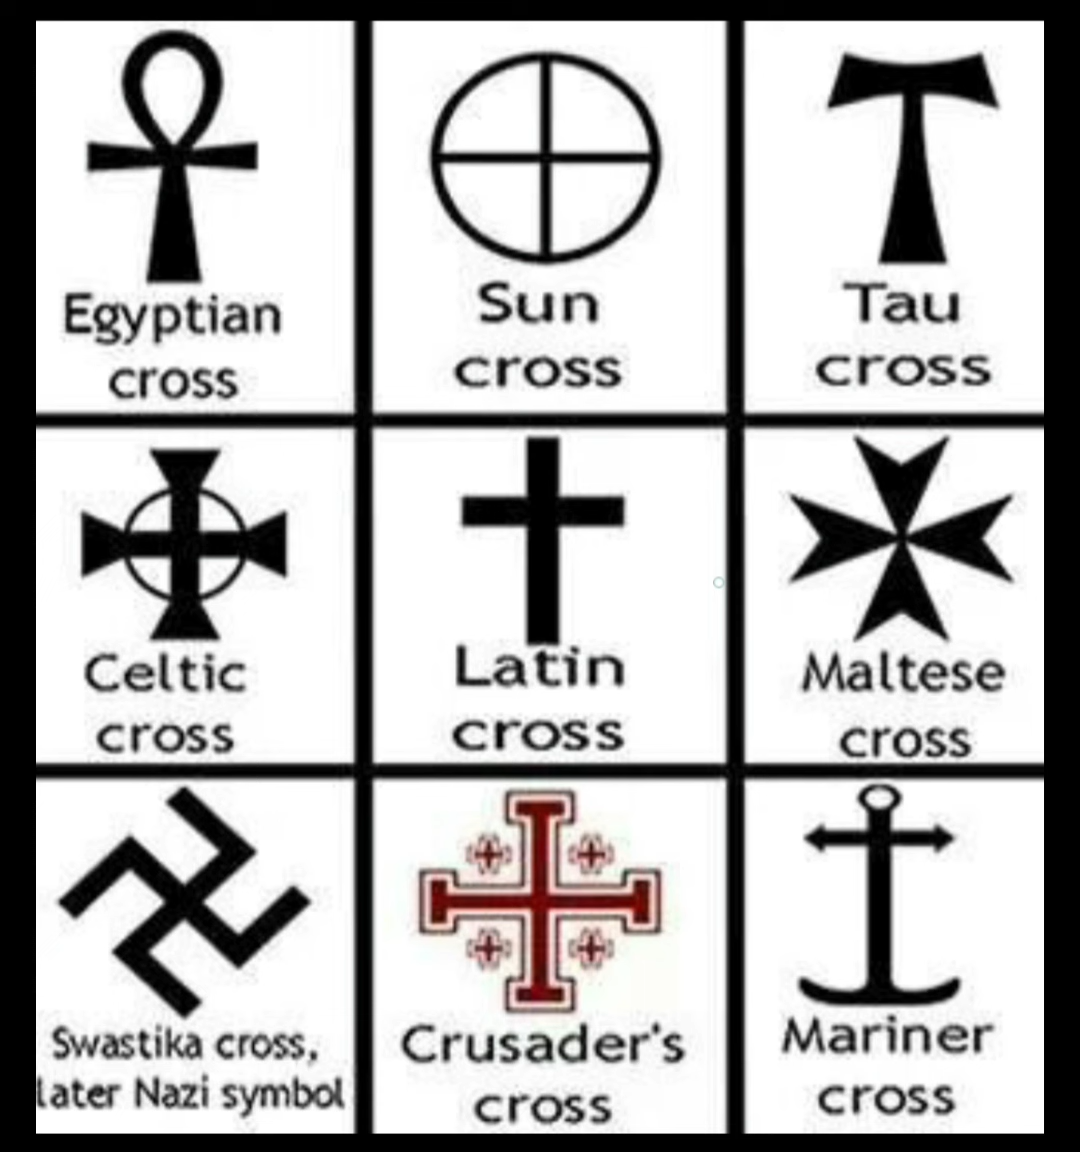 Egyptian
cross
Sun
cross
Tau
cross
Celtic
cross
Latin
cross
Maltese
cross
Swastika cross,
later Nazi symbol
Crusader's
cross
Mariner
cross